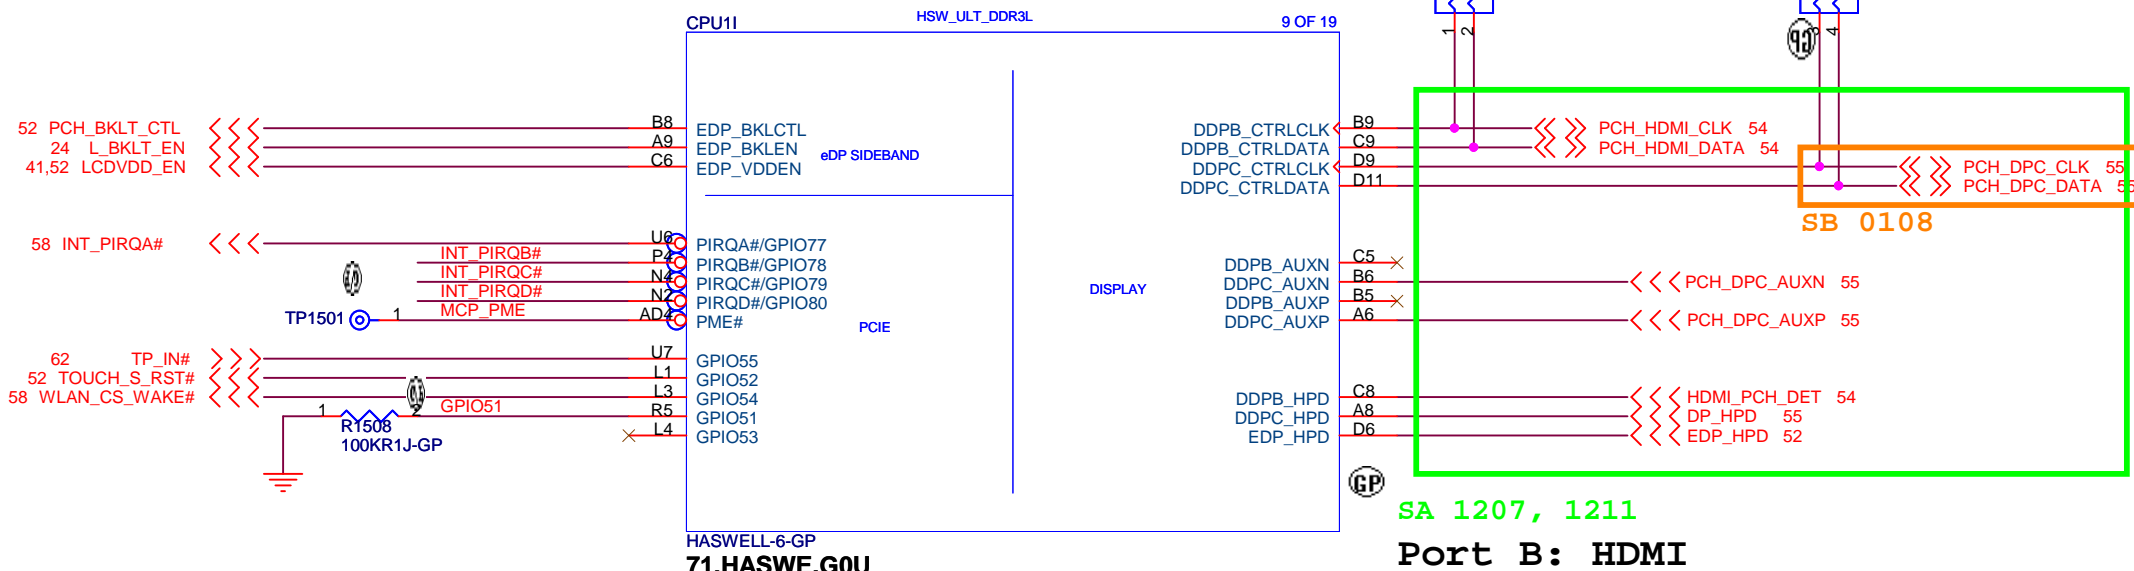 CPU1I HSW_ULT_DDR3L 9 OF 19
1 2 3 4
GP
52 PCH_BKLT_CTL B8 EDP_BKLCTL DDPB_CTRLCLK B9 PCH_HDMI_CLK 54
24 L_BKLT_EN A9 EDP_BKLEN eDP SIDEBAND DDPB_CTRLDATA C9 PCH_HDMI_DATA 54
41,52 LCDVDD_EN C6 EDP_VDDEN DDPC_CTRLCLK D9 PCH_DPC_CLK 55
DDPC_CTRLDATA D11 PCH_DPC_DATA 55
SB 0108
58 INT_PIRQA# U6 PIRQA#/GPIO77
INT_PIRQB# P4 PIRQB#/GPIO78 DDPB_AUXN C5
INT_PIRQC# N4 PIRQC#/GPIO79 DDPC_AUXN B6 PCH_DPC_AUXN 55
INT_PIRQD# N2 PIRQD#/GPIO80 DISPLAY DDPB_AUXP B5
TP1501 1 MCP_PME AD4 PME# PCIE DDPC_AUXP A6 PCH_DPC_AUXP 55
62 TP_IN# U7 GPIO55
52 TOUCH_S_RST# L1 GPIO52
58 WLAN_CS_WAKE# L3 GPIO54 DDPB_HPD C8 HDMI_PCH_DET 54
1 2 GPIO51 R5 GPIO51 DDPC_HPD A8 DP_HPD 55
R1508 L4 GPIO53 EDP_HPD D6 EDP_HPD 52
100KR1J-GP
GP
SA 1207, 1211
HASWELL-6-GP
71.HASWE.G0U
Port B: HDMI